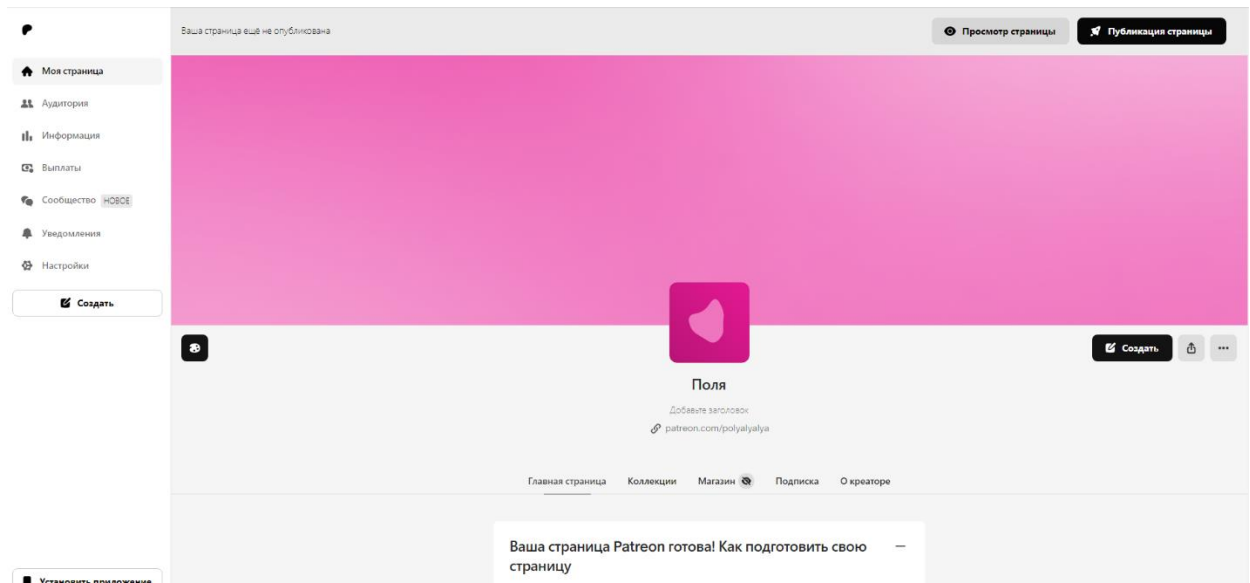 Ваша страница ещё не опубликована
Просмотр страницы
Публикация страницы
Моя страница
Аудитория
Информация
Выплаты
Сообщество НОВОЕ
Уведомления
Настройки
Создать
Создать
Поля
Добавьте заголовок
patreon.com/polyalyalya
Главная страница Коллекции Магазин Подписка О креаторе
Ваша страница Patreon готова! Как подготовить свою
страницу
Установить приложение